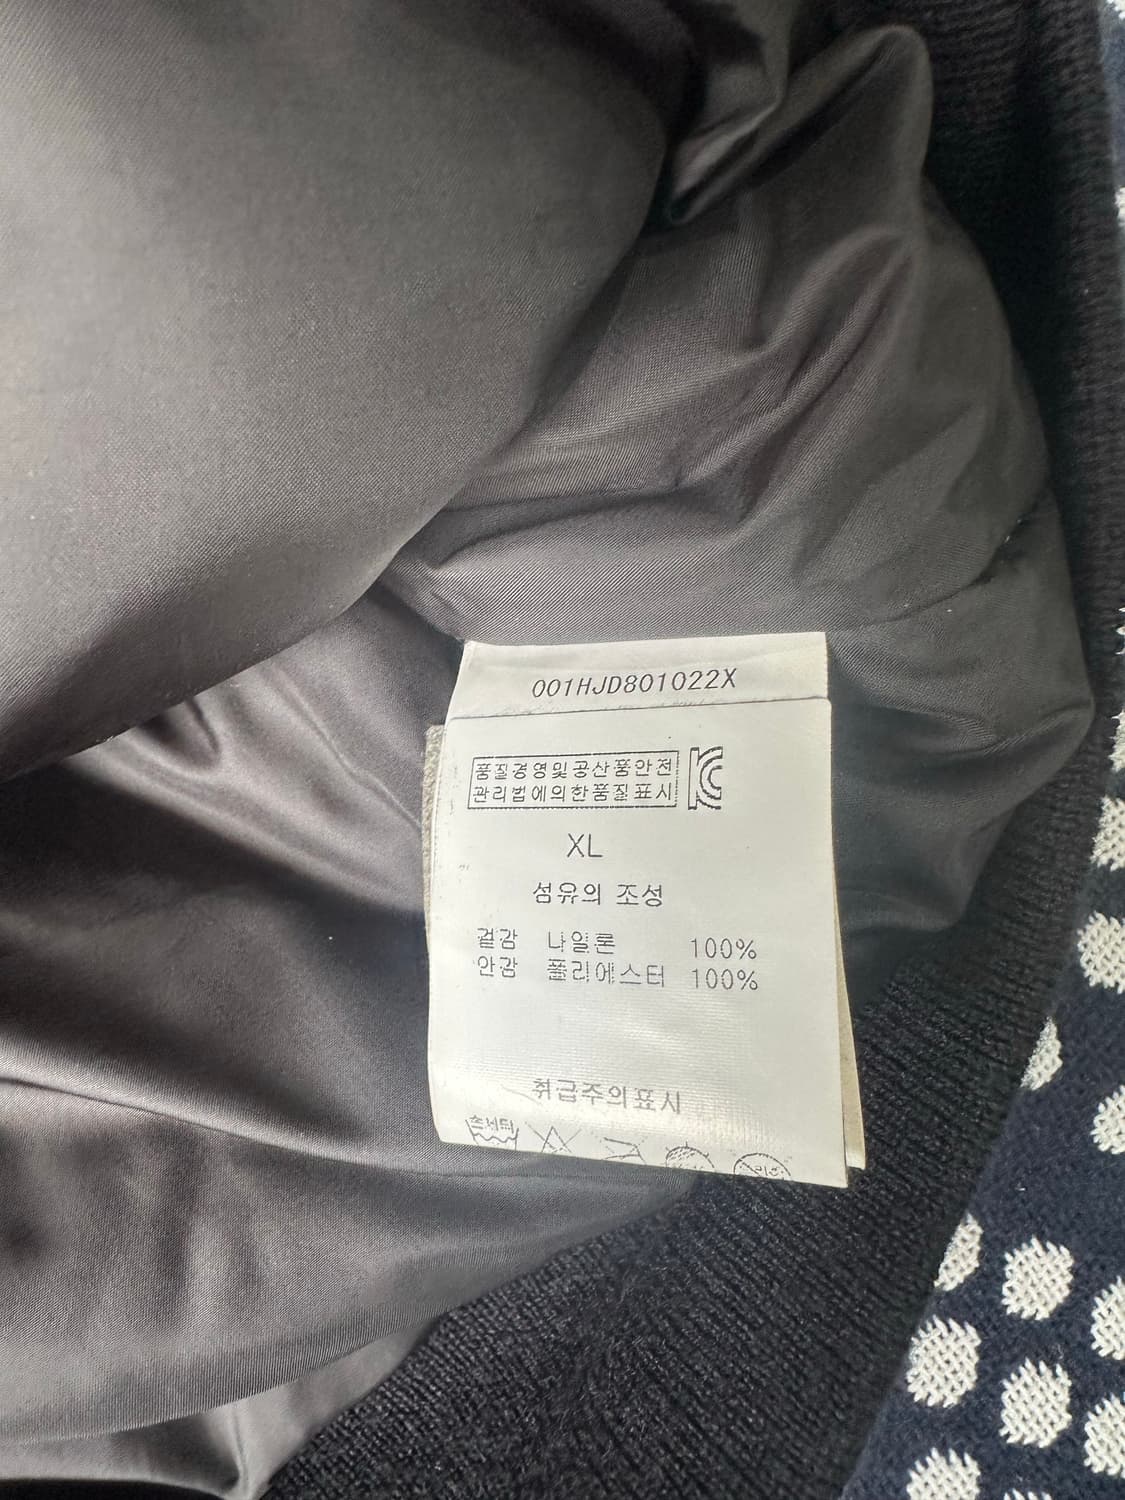 001HJD801022X
품질경영및공산품안전
관리법에의한품질표시
XL
섬유의 조성
겉감 나일론 100%
안감 폴리에스터 100%
취급주의표시